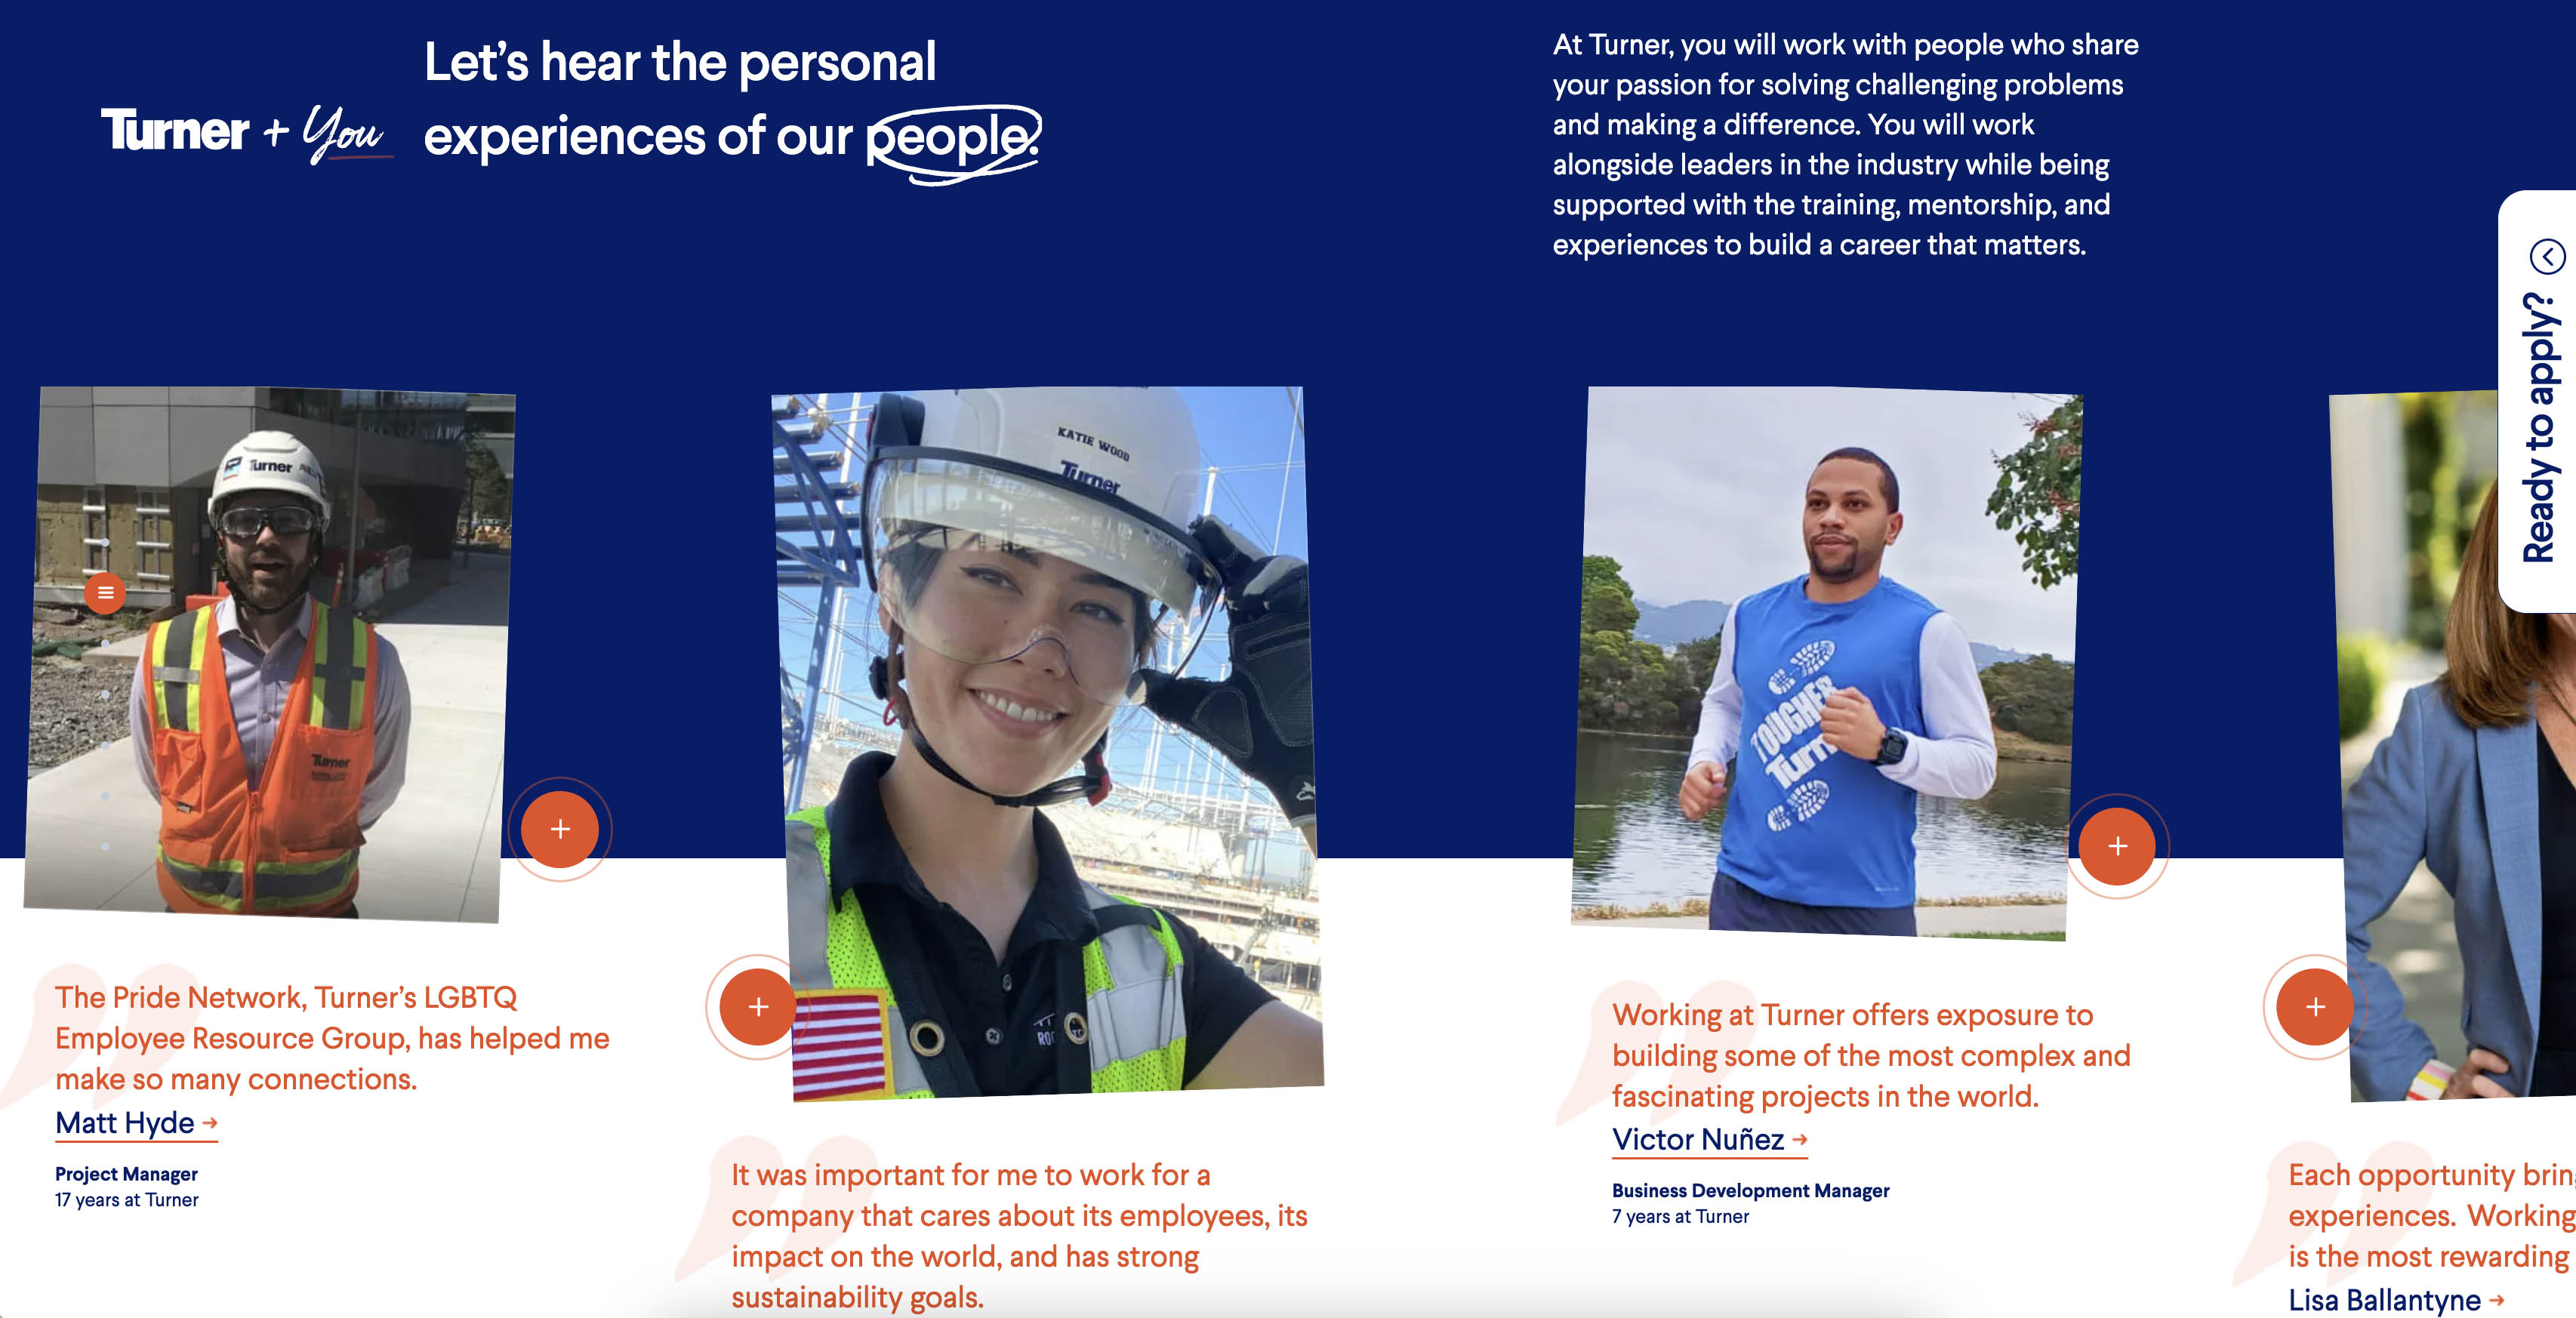 Let’s hear the personal
Turner + You
experiences of our people.
At Turner, you will work with people who share
your passion for solving challenging problems
and making a difference. You will work
alongside leaders in the industry while being
supported with the training, mentorship, and
experiences to build a career that matters.
Ready to apply?
Turner
Turner
KATIE WOOD
Turner
TOUGHER
The Pride Network, Turner’s LGBTQ
Employee Resource Group, has helped me
make so many connections.
Matt Hyde →
Project Manager
17 years at Turner
It was important for me to work for a
company that cares about its employees, its
impact on the world, and has strong
sustainability goals.
Working at Turner offers exposure to
building some of the most complex and
fascinating projects in the world.
Victor Nuñez →
Business Development Manager
7 years at Turner
Each opportunity
experiences. Working
is the most rewarding
Lisa Ballantyne →